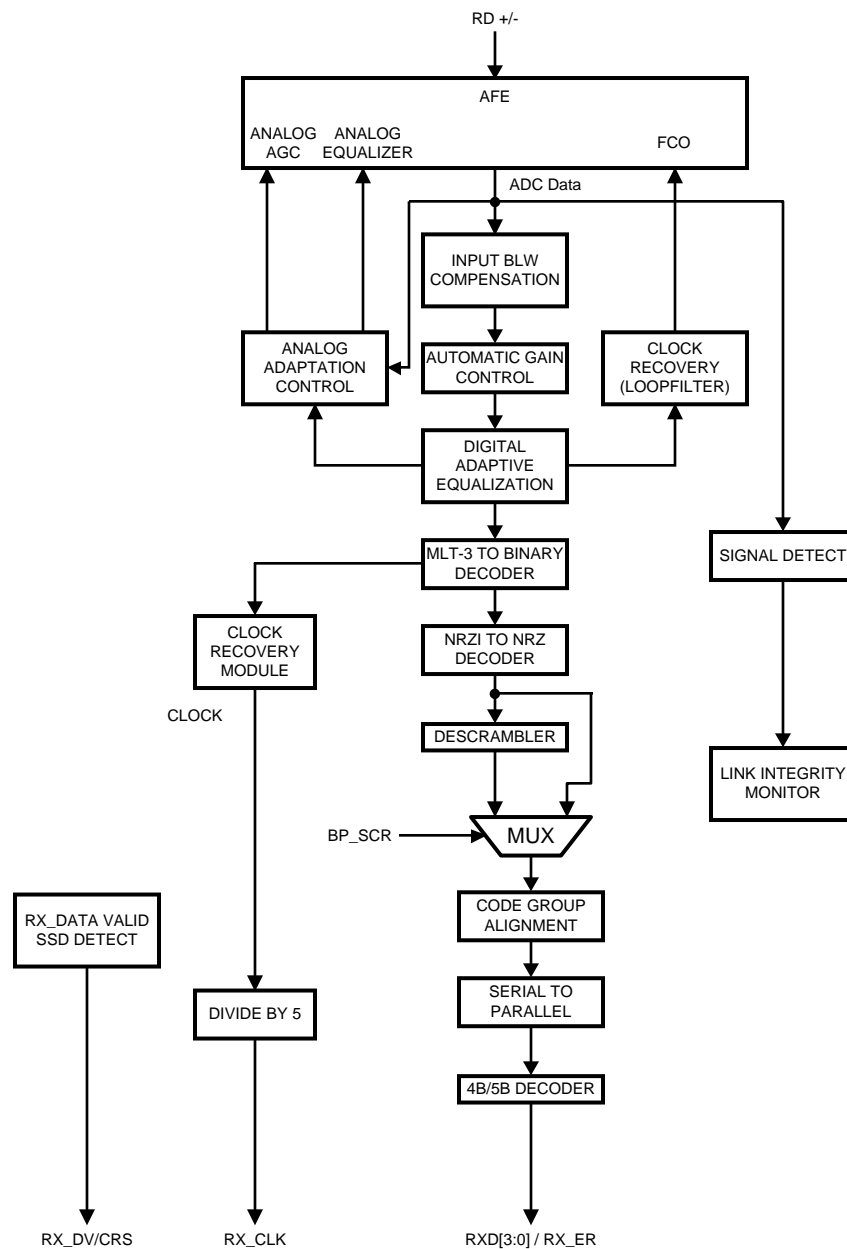 RD +/-
AFE
ANALOG
AGC
ANALOG
EQUALIZER
FCO
ADC Data
INPUT BLW
COMPENSATION
ANALOG
ADAPTATION
CONTROL
AUTOMATIC GAIN
CONTROL
CLOCK
RECOVERY
(LOOPFILTER)
DIGITAL
ADAPTIVE
EQUALIZATION
MLT-3 TO BINARY
DECODER
SIGNAL DETECT
CLOCK
RECOVERY
MODULE
NRZI TO NRZ
DECODER
CLOCK
DESCRAMBLER
LINK INTEGRITY
MONITOR
BP_SCR
MUX
RX_DATA VALID
SSD DETECT
CODE GROUP
ALIGNMENT
DIVIDE BY 5
SERIAL TO
PARALLEL
4B/5B DECODER
RX_DV/CRS
RX_CLK
RXD[3:0] / RX_ER